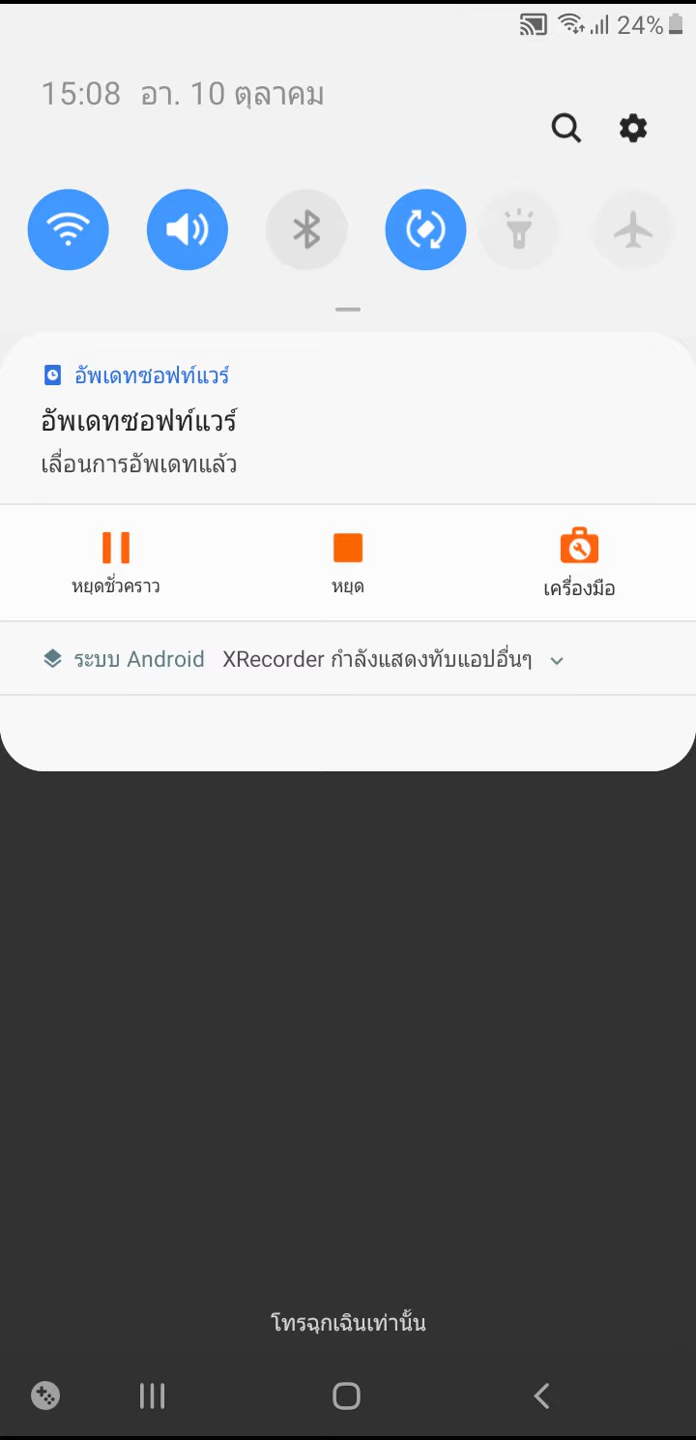 24%
15:08 อา. 10 ตุลาคม
อัพเดทซอฟท์แวร์
อัพเดทซอฟท์แวร์
เลื่อนการอัพเดทแล้ว
หยุดชั่วคราว หยุด เครื่องมือ
ระบบ Android XRecorder กำลังแสดงทับแอปอื่นๆ
โทรฉุกเฉินเท่านั้น